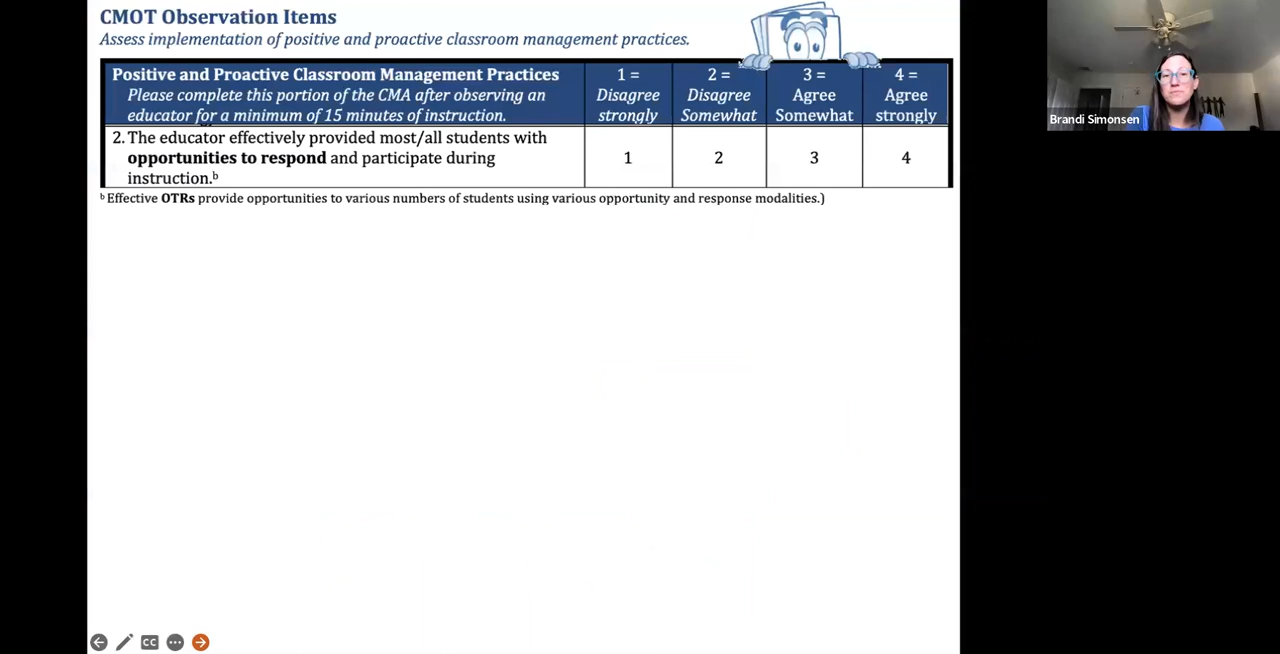 CMOT Observation Items
Assess implementation of positive and proactive classroom management practices.
Positive and Proactive Classroom Management Practices
Please complete this portion of the CMA after observing an
educator for a minimum of 15 minutes of instruction.
1 =
Disagree
strongly
2 =
Disagree
Somewhat
3 =
Agree
Somewhat
4 =
Agree
strongly
2. The educator effectively provided most/all students with
opportunities to respond and participate during
instruction.b
1
2
3
4
b Effective OTRs provide opportunities to various numbers of students using various opportunity and response modalities.)
Brandi Simonsen
CC